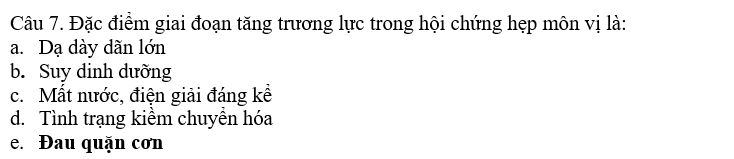 Câu 7. Đặc điểm giai đoạn tăng trương lực trong hội chứng hẹp môn vị là:
a. Dạ dày dãn lớn
b. Suy dinh dưỡng
c. Mất nước, điện giải đáng kể
d. Tình trạng kiềm chuyển hóa
e. Đau quặn cơn